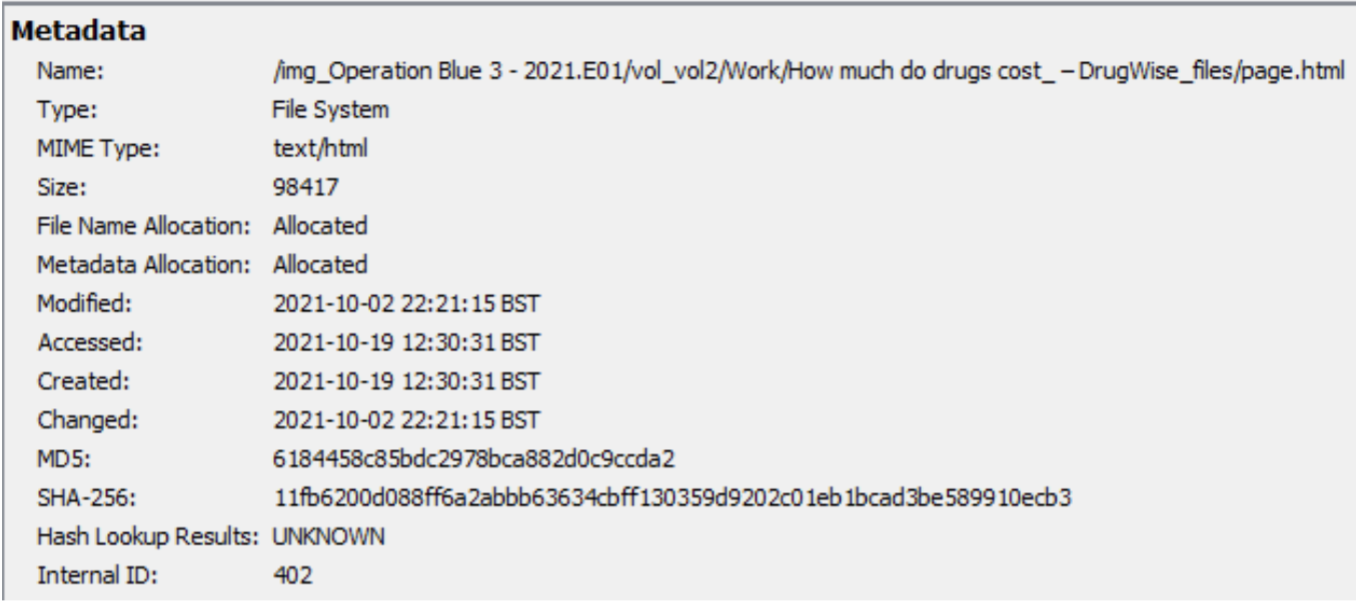 Metadata
Name: /img_Operation Blue 3 - 2021.E01/vol_vol2/Work/How much do drugs cost_ – DrugWise_files/page.html
Type: File System
MIME Type: text/html
Size: 98417
File Name Allocation: Allocated
Metadata Allocation: Allocated
Modified: 2021-10-02 22:21:15 BST
Accessed: 2021-10-19 12:30:31 BST
Created: 2021-10-19 12:30:31 BST
Changed: 2021-10-02 22:21:15 BST
MD5: 6184458c85bdc2978bca882d0c9ccda2
SHA-256: 11fb6200d088ff6a2abbb63634cbff130359d9202c01eb1bcad3be589910ecb3
Hash Lookup Results: UNKNOWN
Internal ID: 402